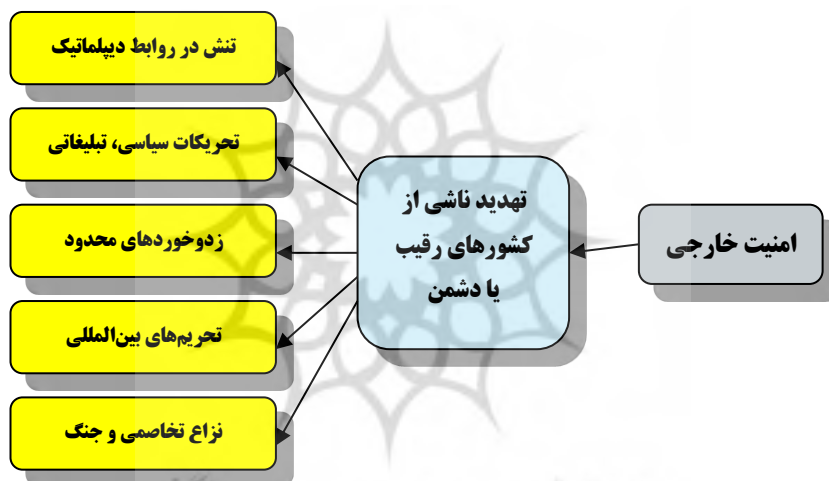 امنیت خارجی
تهدید ناشی از
کشورهای رقیب
یا دشمن
تنش در روابط دیپلماتیک
تحریکات سیاسی، تبلیغاتی
زدوخوردهای محدود
تحریم‌های بین‌المللی
نزاع تخاصمی و جنگ